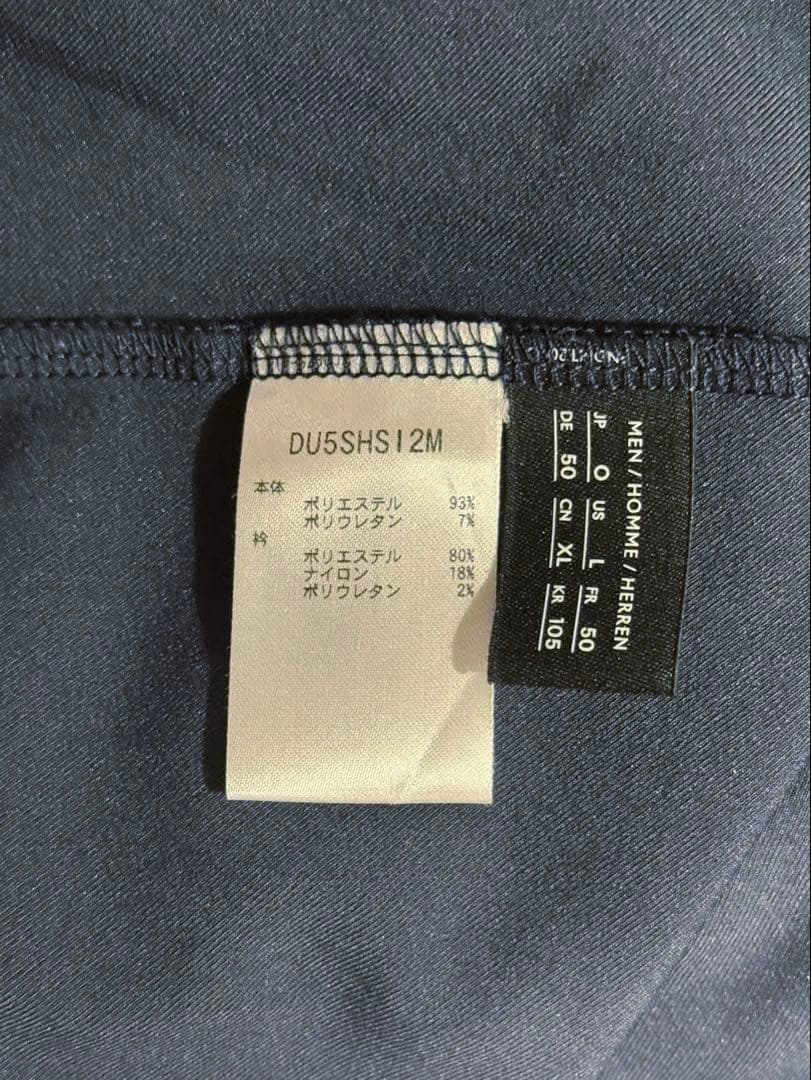 DU5SHS12M
本体
ポリエステル 93%
ポリウレタン 7%
衿
ポリエステル 80%
ナイロン 18%
ポリウレタン 2%
MEN / HOMME / HERREN
JP O US L FR 50
DE 50 CN XL KR 105